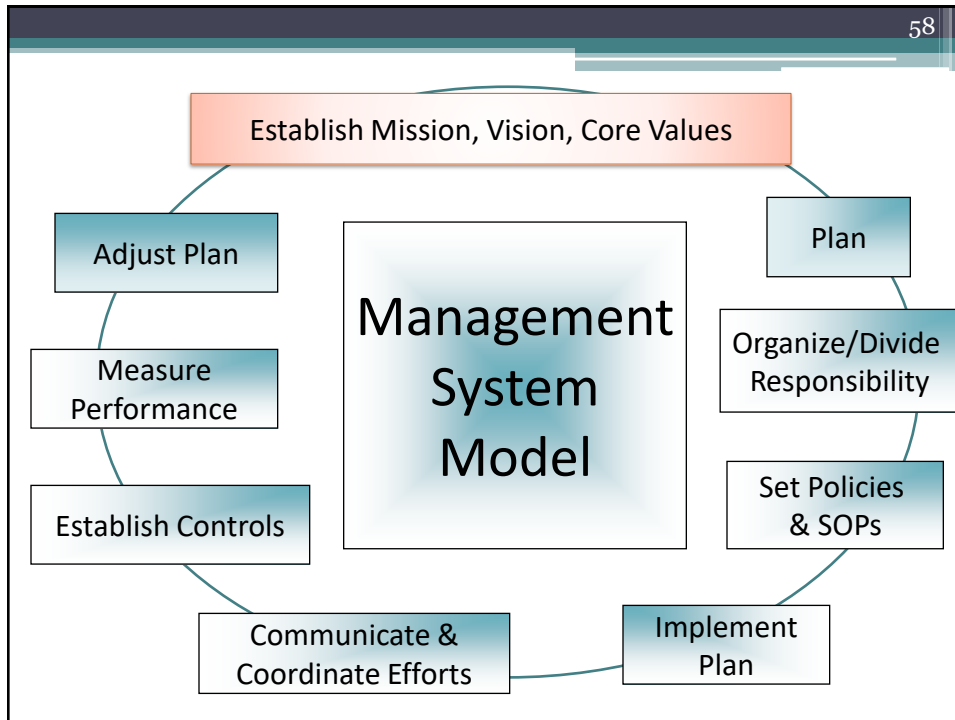 58
Establish Mission, Vision, Core Values
Plan
Organize/Divide
Responsibility
Set Policies
& SOPs
Implement
Plan
Communicate &
Coordinate Efforts
Establish Controls
Measure
Performance
Adjust Plan
Management
System
Model